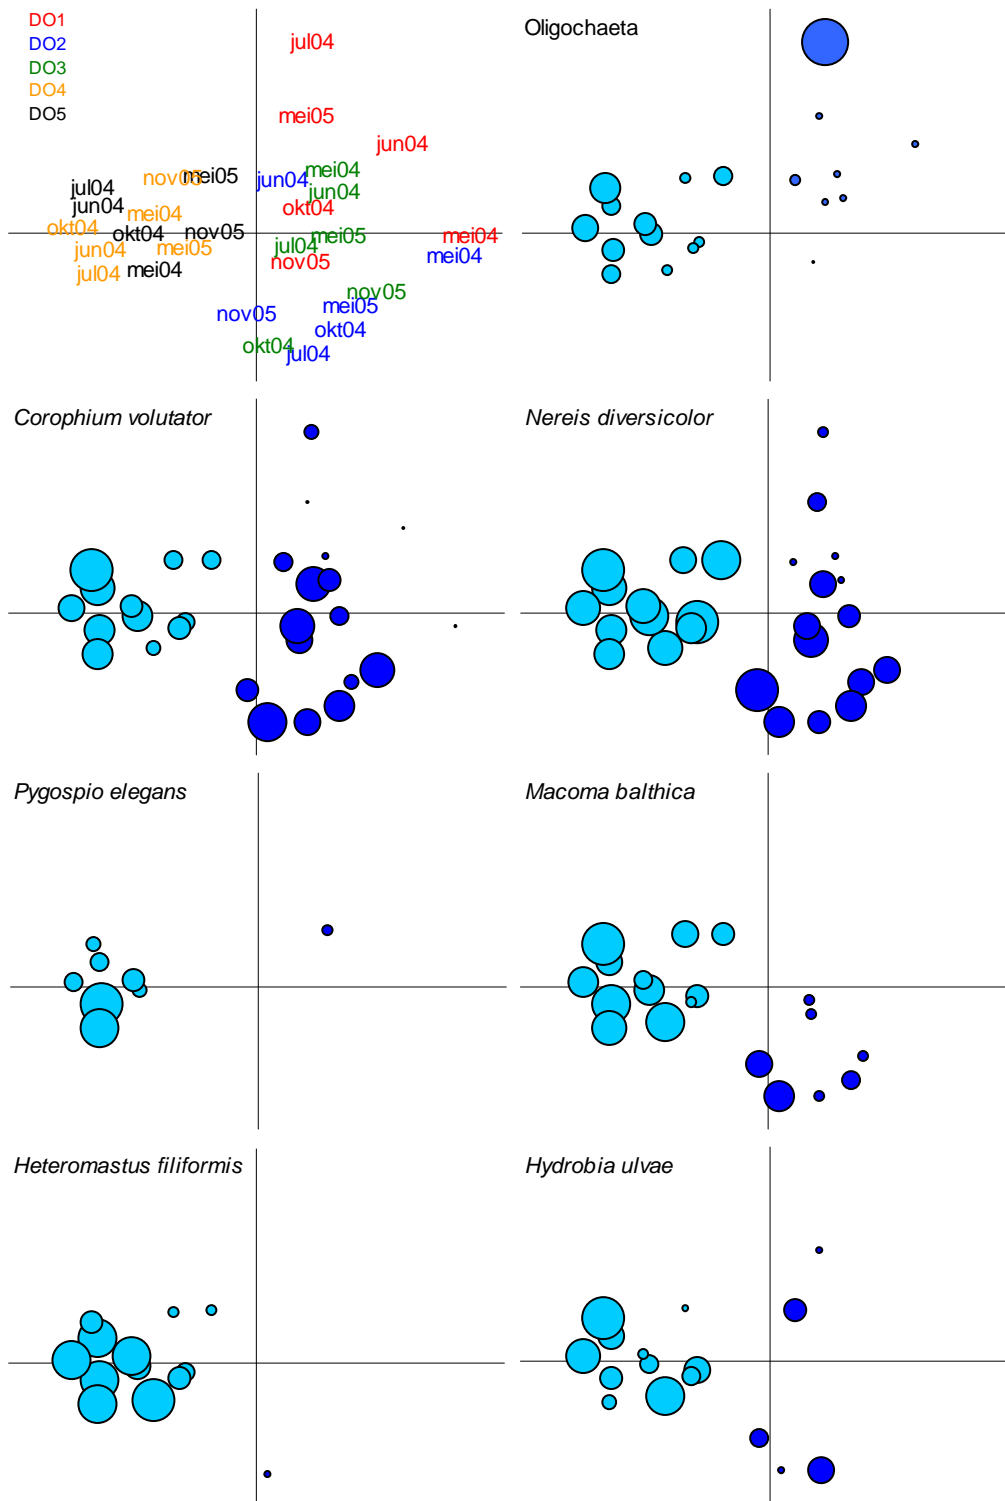 DO1
DO2
DO3
DO4
DO5
jul04
mei05
jun04
nov05
mei05
jun04
mei04
jul04
jun04
jun04
mei04
okt04
okt04
okt04
nov05
mei05
mei04
jun04
mei05
jul04
mei04
jul04
mei04
nov05
nov05
mei05
nov05
okt04
okt04
jul04
Oligochaeta
Corophium volutator
Nereis diversicolor
Pygospio elegans
Macoma balthica
Heteromastus filiformis
Hydrobia ulvae